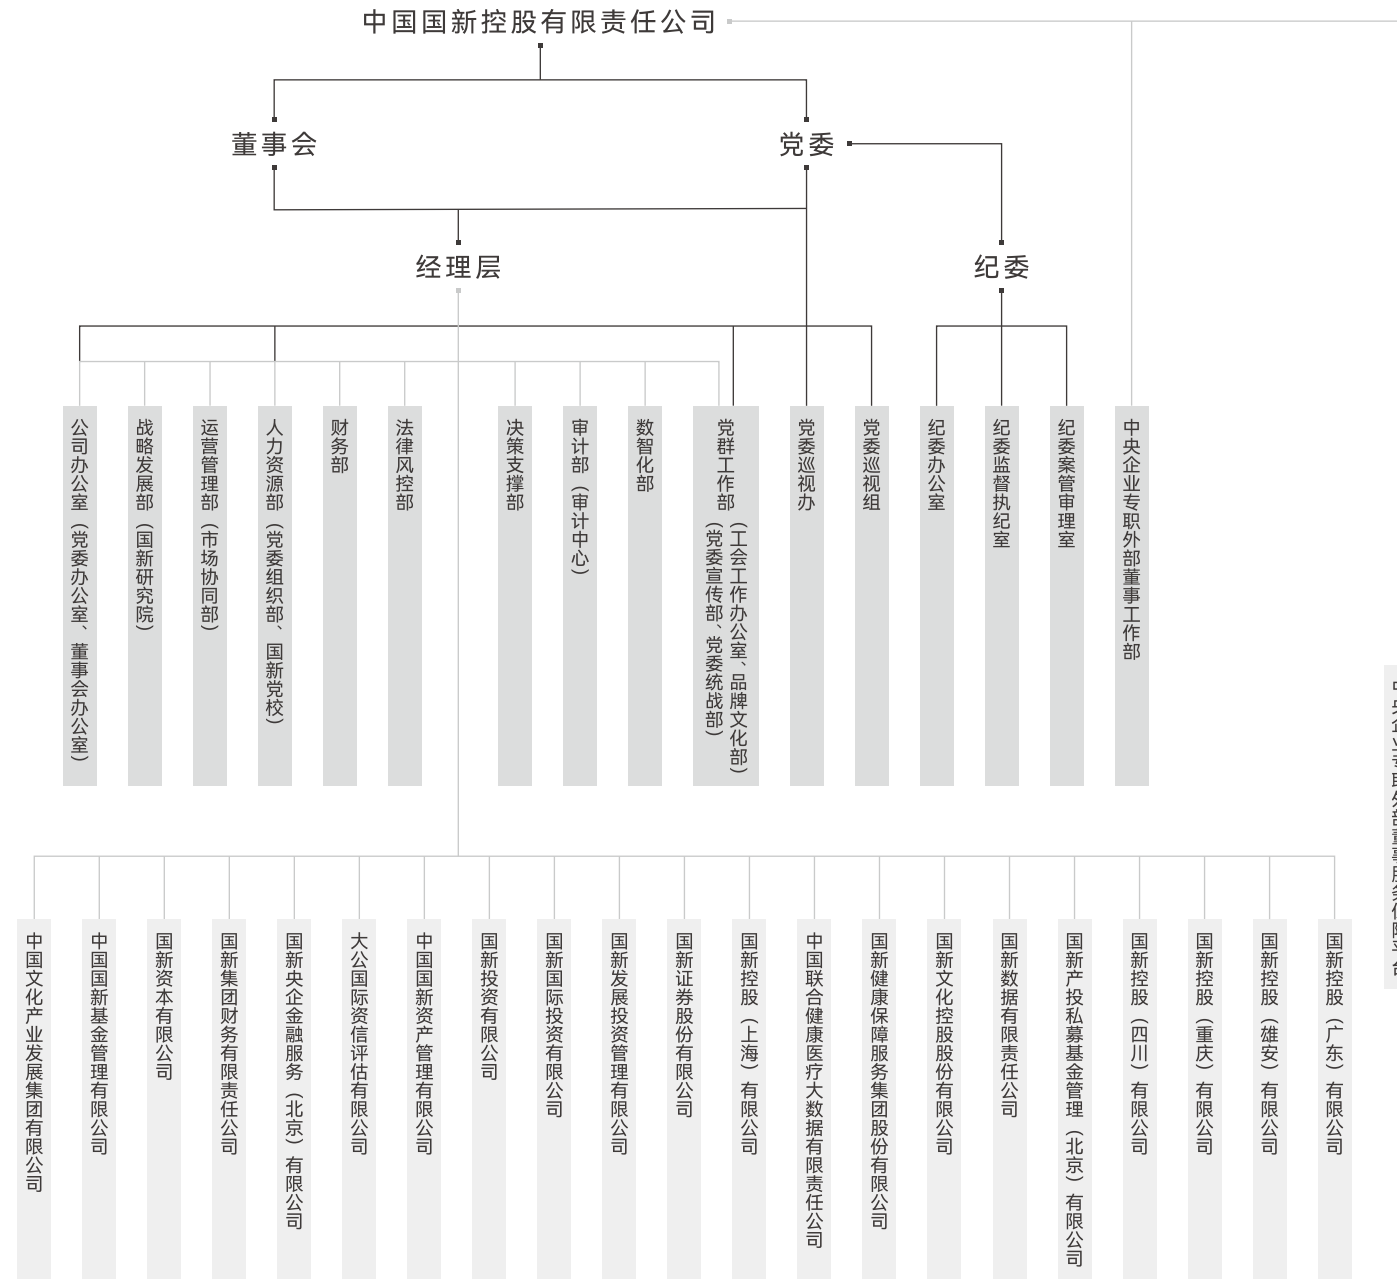 中国国新控股有限责任公司
董事会
党委
经理层
纪委
公司办公室（党委办公室、董事会办公室）
战略发展部（国新研究院）
运营管理部（市场协同部）
人力资源部（党委组织部、国新党校）
财务部
法律风控部
决策支撑部
审计部（审计中心）
数智化部
党群工作部
（党委宣传部、党委统战部）
（工会工作办公室、品牌文化部）
党委巡视办
党委巡视组
纪委办公室
纪委监督执纪室
纪委案管审理室
中央企业专职外部董事工作部
中国文化产业发展集团有限公司
中国国新基金管理有限公司
国新资本有限公司
国新集团财务有限责任公司
国新央企金融服务（北京）有限公司
大公国际资信评估有限公司
中国国新资产管理有限公司
国新投资有限公司
国新国际投资有限公司
国新发展投资管理有限公司
国新证券股份有限公司
国新控股（上海）有限公司
中国联合健康医疗大数据有限责任公司
国新健康保障服务集团股份有限公司
国新文化控股股份有限公司
国新数据有限责任公司
国新产投私募基金管理（北京）有限公司
国新控股（四川）有限公司
国新控股（重庆）有限公司
国新控股（雄安）有限公司
国新控股（广东）有限公司